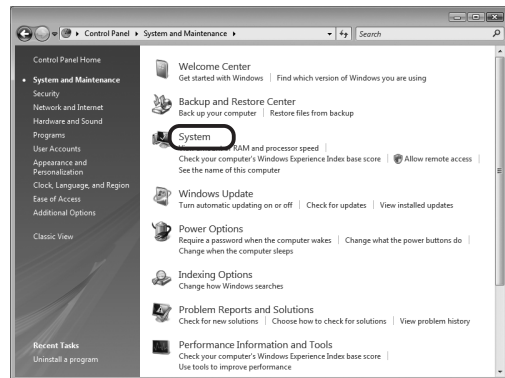 Control Panel System and Maintenance Search
Control Panel Home
System and Maintenance
Security
Network and Internet
Hardware and Sound
Programs
User Accounts
Appearance and
Personalization
Clock, Language, and Region
Ease of Access
Additional Options
Classic View
Recent Tasks
Uninstall a program
Welcome Center
Get started with Windows Find which version of Windows you are using
Backup and Restore Center
Back up your computer Restore files from backup
System
RAM and processor speed
Check your computer's Windows Experience Index base score Allow remote access
See the name of this computer
Windows Update
Turn automatic updating on or off Check for updates View installed updates
Power Options
Require a password when the computer wakes Change what the power buttons do
Change when the computer sleeps
Indexing Options
Change how Windows searches
Problem Reports and Solutions
Check for new solutions Choose how to check for solutions View problem history
Performance Information and Tools
Check your computer's Windows Experience Index base score
Use tools to improve performance